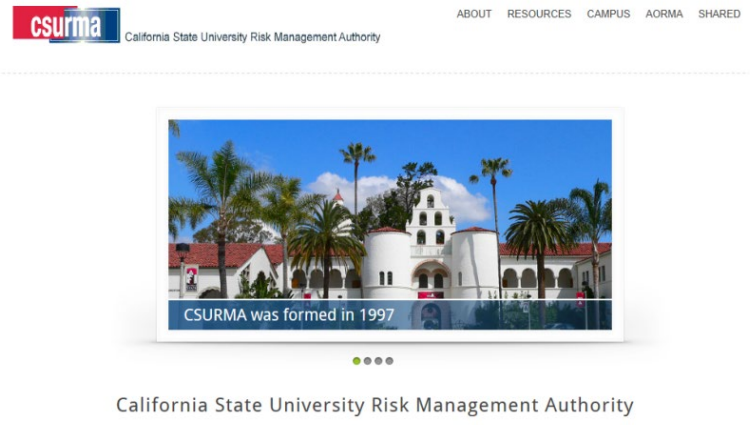 csurma
California State University Risk Management Authority
ABOUT RESOURCES CAMPUS AORMA SHARED
CSURMA was formed in 1997
California State University Risk Management Authority